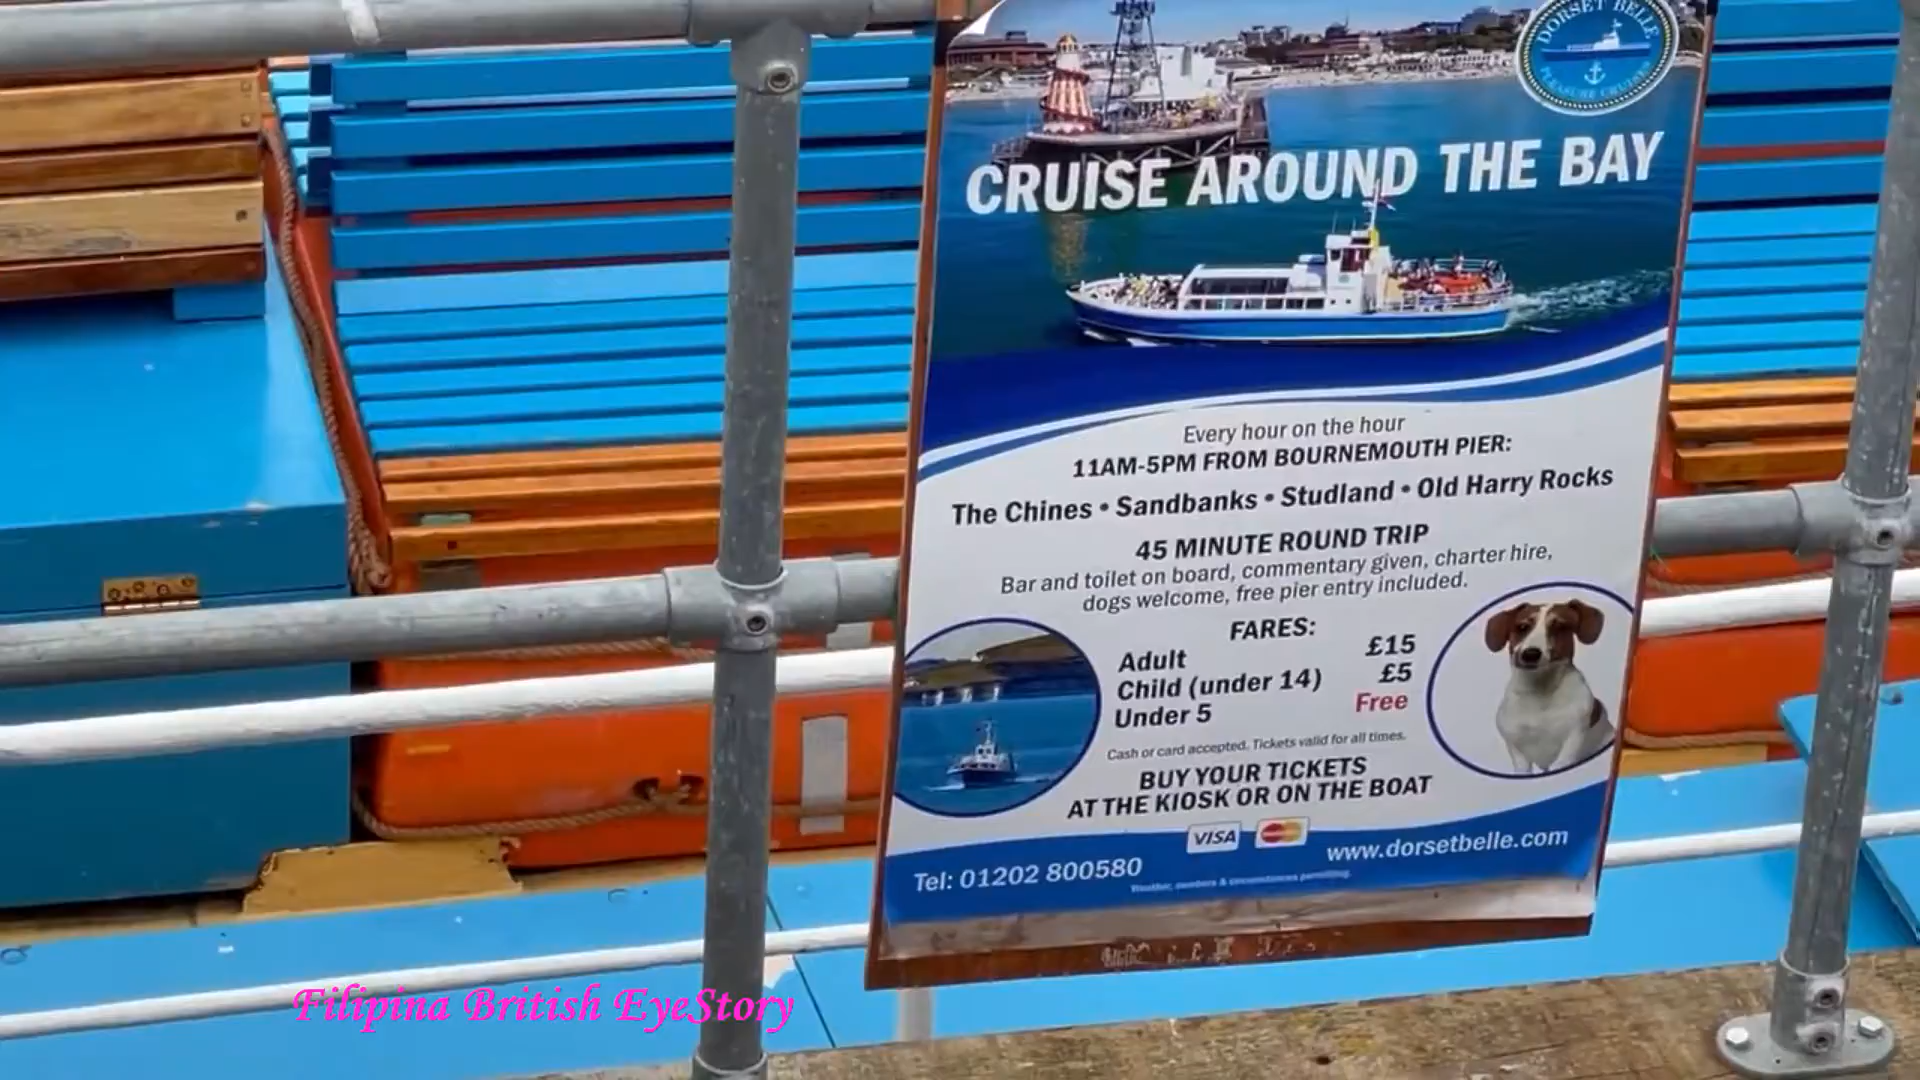 DORSET BELLE
PLEASURE CRUISES
CRUISE AROUND THE BAY
Every hour on the hour
11AM-5PM FROM BOURNEMOUTH PIER:
The Chines • Sandbanks • Studland • Old Harry Rocks
45 MINUTE ROUND TRIP
Bar and toilet on board, commentary given, charter hire,
dogs welcome, free pier entry included.
FARES:
Adult £15
Child (under 14) £5
Under 5 Free
Cash or card accepted. Tickets valid for all times.
BUY YOUR TICKETS
AT THE KIOSK OR ON THE BOAT
VISA
Tel: 01202 800580 www.dorsetbelle.com
Weather, numbers & circumstances permitting.
Filipina British EyeStory